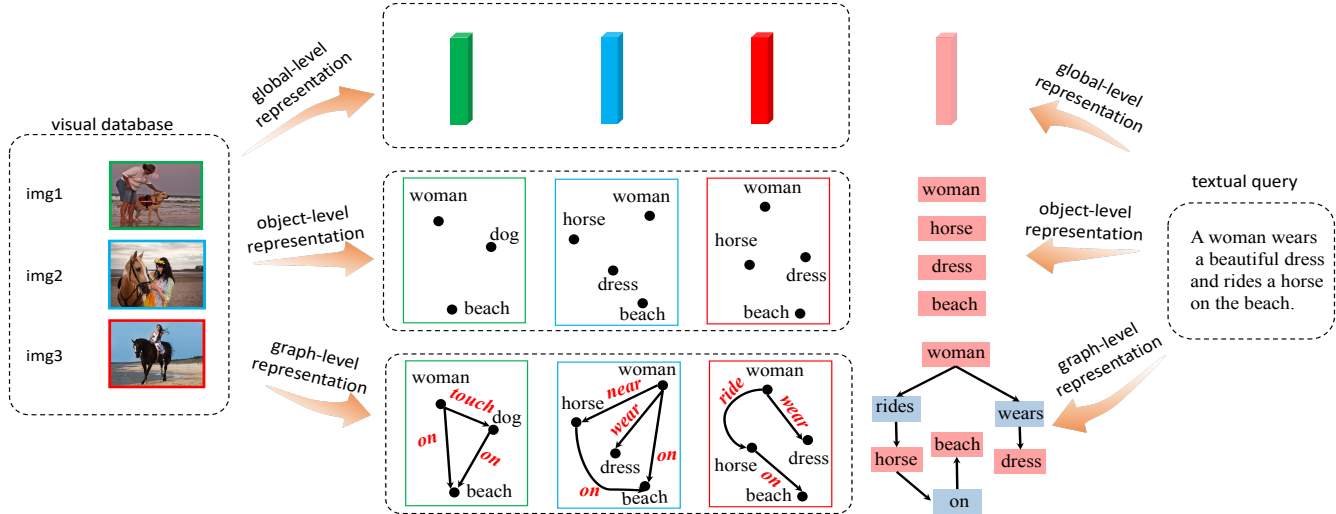 visual database
img1
img2
img3
global-level
representation
object-level
representation
graph-level
representation
woman
dog
beach
horse
woman
dress
beach
woman
horse
dress
beach
woman
touch
dog
on
on
beach
woman
near
horse
wear
dress
on
on
beach
woman
ride
wear
horse
dress
on
beach
woman
horse
dress
beach
woman
rides
wears
beach
horse
dress
on
global-level
representation
object-level
representation
graph-level
representation
textual query
A woman wears
a beautiful dress
and rides a horse
on the beach.